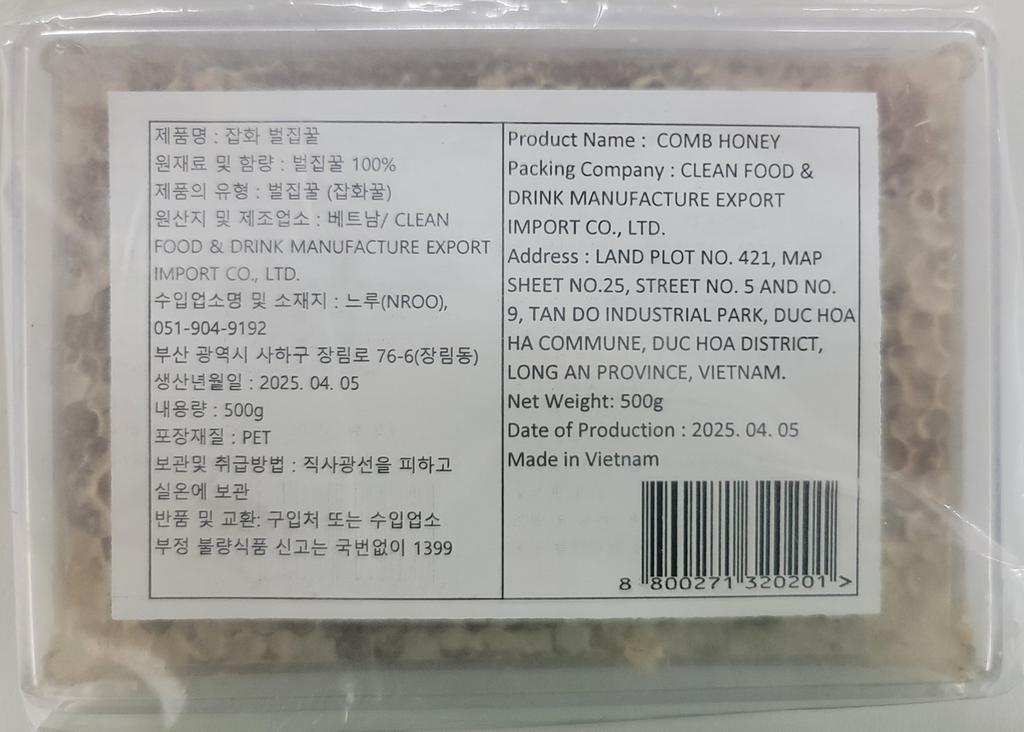 제품명 : 잡화 벌집꿀
원재료 및 함량 : 벌집꿀 100%
제품의 유형 : 벌집꿀 (잡화꿀)
원산지 및 제조업소 : 베트남/ CLEAN
FOOD & DRINK MANUFACTURE EXPORT
IMPORT CO., LTD.
수입업소명 및 소재지 : 느루(NROO),
051-904-9192
부산 광역시 사하구 장림로 76-6(장림동)
생산년월일 : 2025. 04. 05
내용량 : 500g
포장재질 : PET
보관및 취급방법 : 직사광선을 피하고
실온에 보관
반품 및 교환: 구입처 또는 수입업소
부정 불량식품 신고는 국번없이 1399
Product Name : COMB HONEY
Packing Company : CLEAN FOOD &
DRINK MANUFACTURE EXPORT
IMPORT CO., LTD.
Address : LAND PLOT NO. 421, MAP
SHEET NO.25, STREET NO. 5 AND NO.
9, TAN DO INDUSTRIAL PARK, DUC HOA
HA COMMUNE, DUC HOA DISTRICT,
LONG AN PROVINCE, VIETNAM.
Net Weight: 500g
Date of Production : 2025. 04. 05
Made in Vietnam
8 800271 320201 >